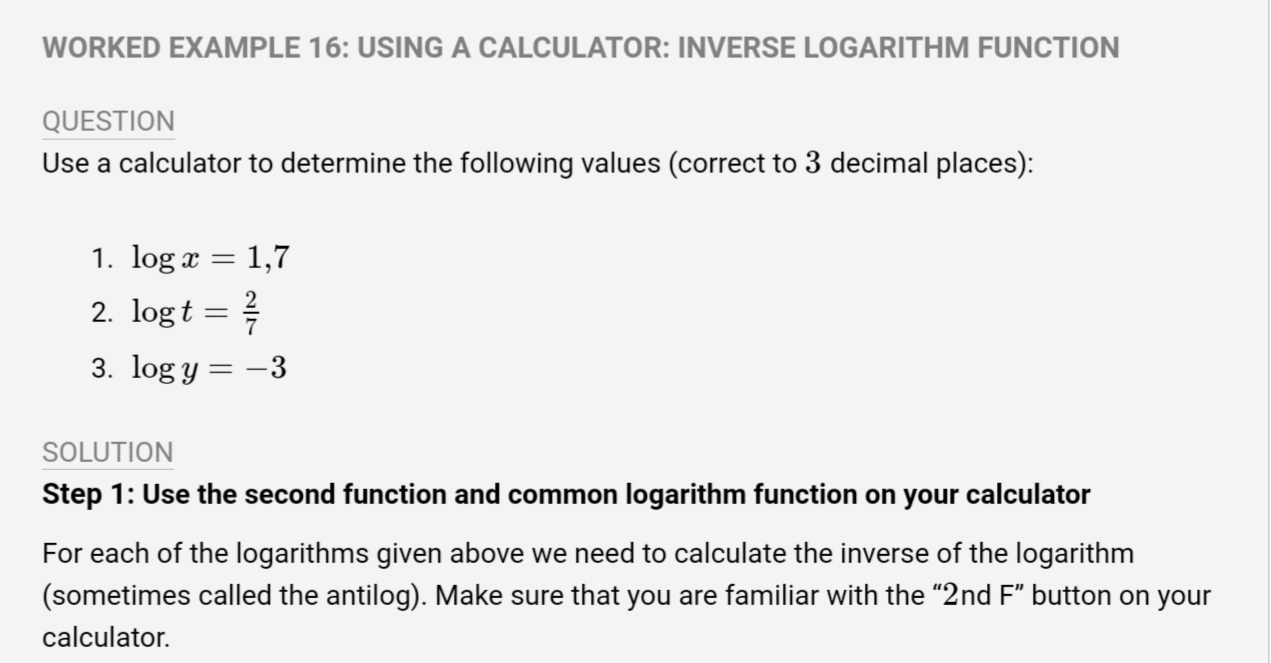 WORKED EXAMPLE 16: USING A CALCULATOR: INVERSE LOGARITHM FUNCTION
QUESTION
Use a calculator to determine the following values (correct to 3 decimal places):
1. log x = 1,7
2. log t = 2/7
3. log y = −3
SOLUTION
Step 1: Use the second function and common logarithm function on your calculator
For each of the logarithms given above we need to calculate the inverse of the logarithm
(sometimes called the antilog). Make sure that you are familiar with the “2nd F” button on your
calculator.